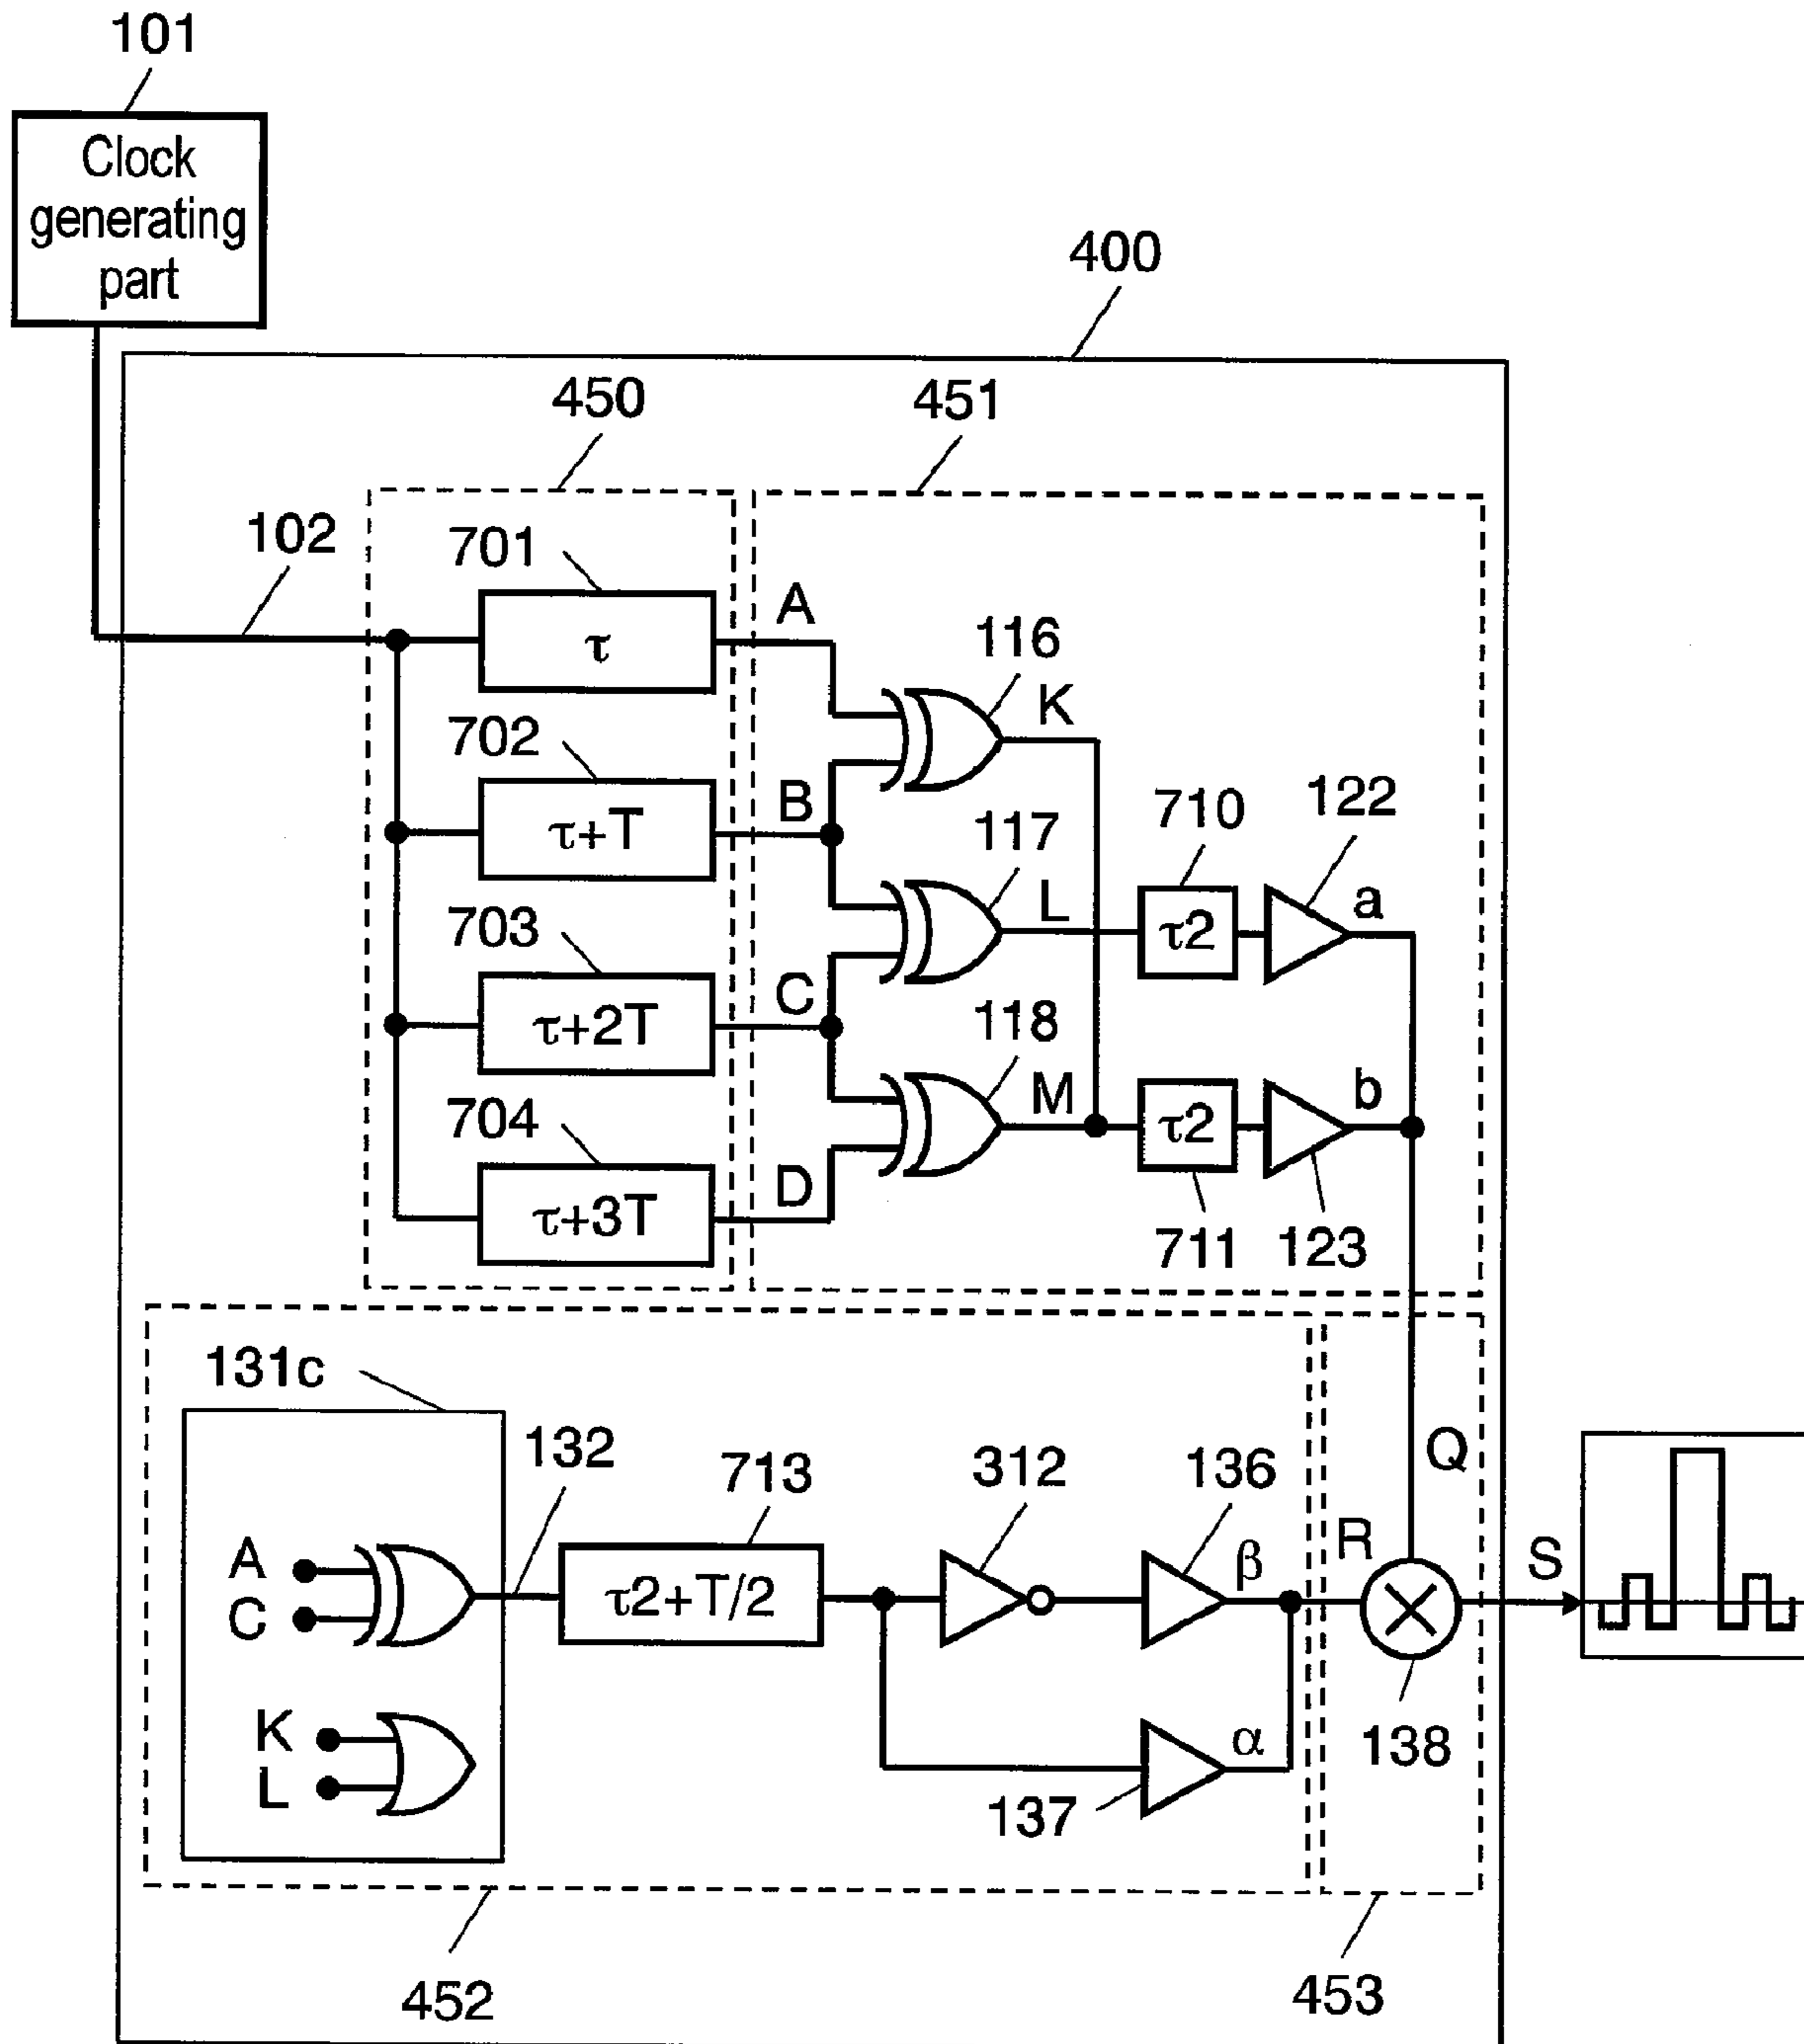 101
Clock
generating
part
400
450
451
102
701
τ
A
116
K
702
τ+T
B
117
L
710
τ2
122
a
703
τ+2T
C
118
M
τ2
b
704
τ+3T
D
711
123
131c
132
713
312
136
Q
A
C
τ2+T/2
β
R
S
K
L
α
137
138
452
453